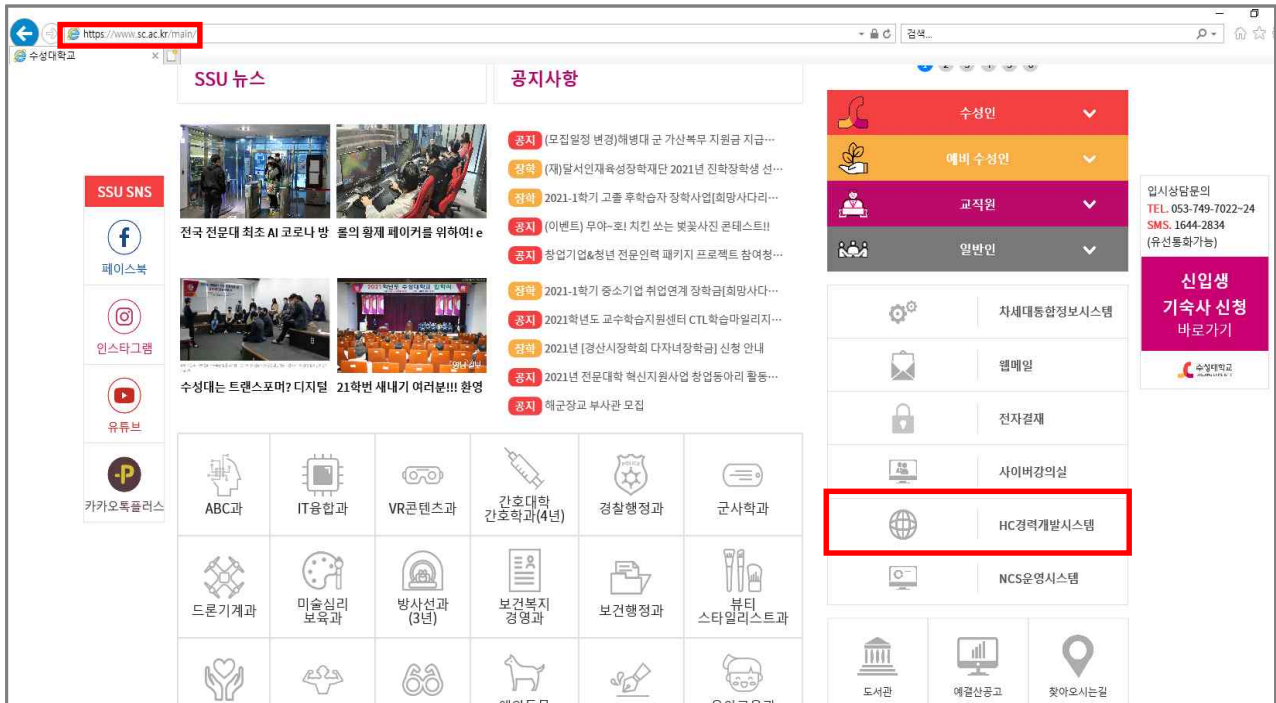 https://www.sc.ac.kr/main/
검색...
수성대학교
SSU 뉴스
전국 전문대 최초 AI 코로나 방
롤의 황제 페이커를 위여여! e
수성대는 트랜스포머? 디지털
21학번 새내기 여러분!!! 환영
공지사항
공지 (모집일정 변경)해병대 군 가산복무 지원금 지급…
장학 (재)달서인재육성장학재단 2021년 진학장학생 선…
장학 2021-1학기 고졸 후학습자 장학사업[희망사다리…
공지 (이벤트) 무야~호! 치킨 쏘는 벚꽃사진 콘테스트!!
공지 창업기업&청년 전문인력 패키지 프로젝트 참여청…
장학 2021-1학기 중소기업 취업연계 장학금[희망사다…
공지 2021학년도 교수학습지원센터 CTL학습마일리지…
장학 2021년 [경산시장학회 다자녀장학금] 신청 안내
공지 2021년 전문대학 혁신지원사업 창업동아리 활동…
공지 해군장교 부사관 모집
SSU SNS
페이스북
인스타그램
유튜브
카카오톡플러스
ABC과
IT융합과
VR콘텐츠과
간호대학
간호학과(4년)
경찰행정과
군사학과
드론기계과
미술심리
보육과
방사선과
(3년)
보건복지
경영과
보건행정과
뷰티
스타일리스트과
수성인
예비 수성인
교직원
일반인
차세대통합정보시스템
웹메일
전자결재
사이버강의실
HC경력개발시스템
NCS운영시스템
도서관
예결산공고
찾아오시는길
입시상담문의
TEL. 053-749-7022~24
SMS. 1644-2834
(유선통화가능)
신입생
기숙사 신청
바로가기
수성대학교